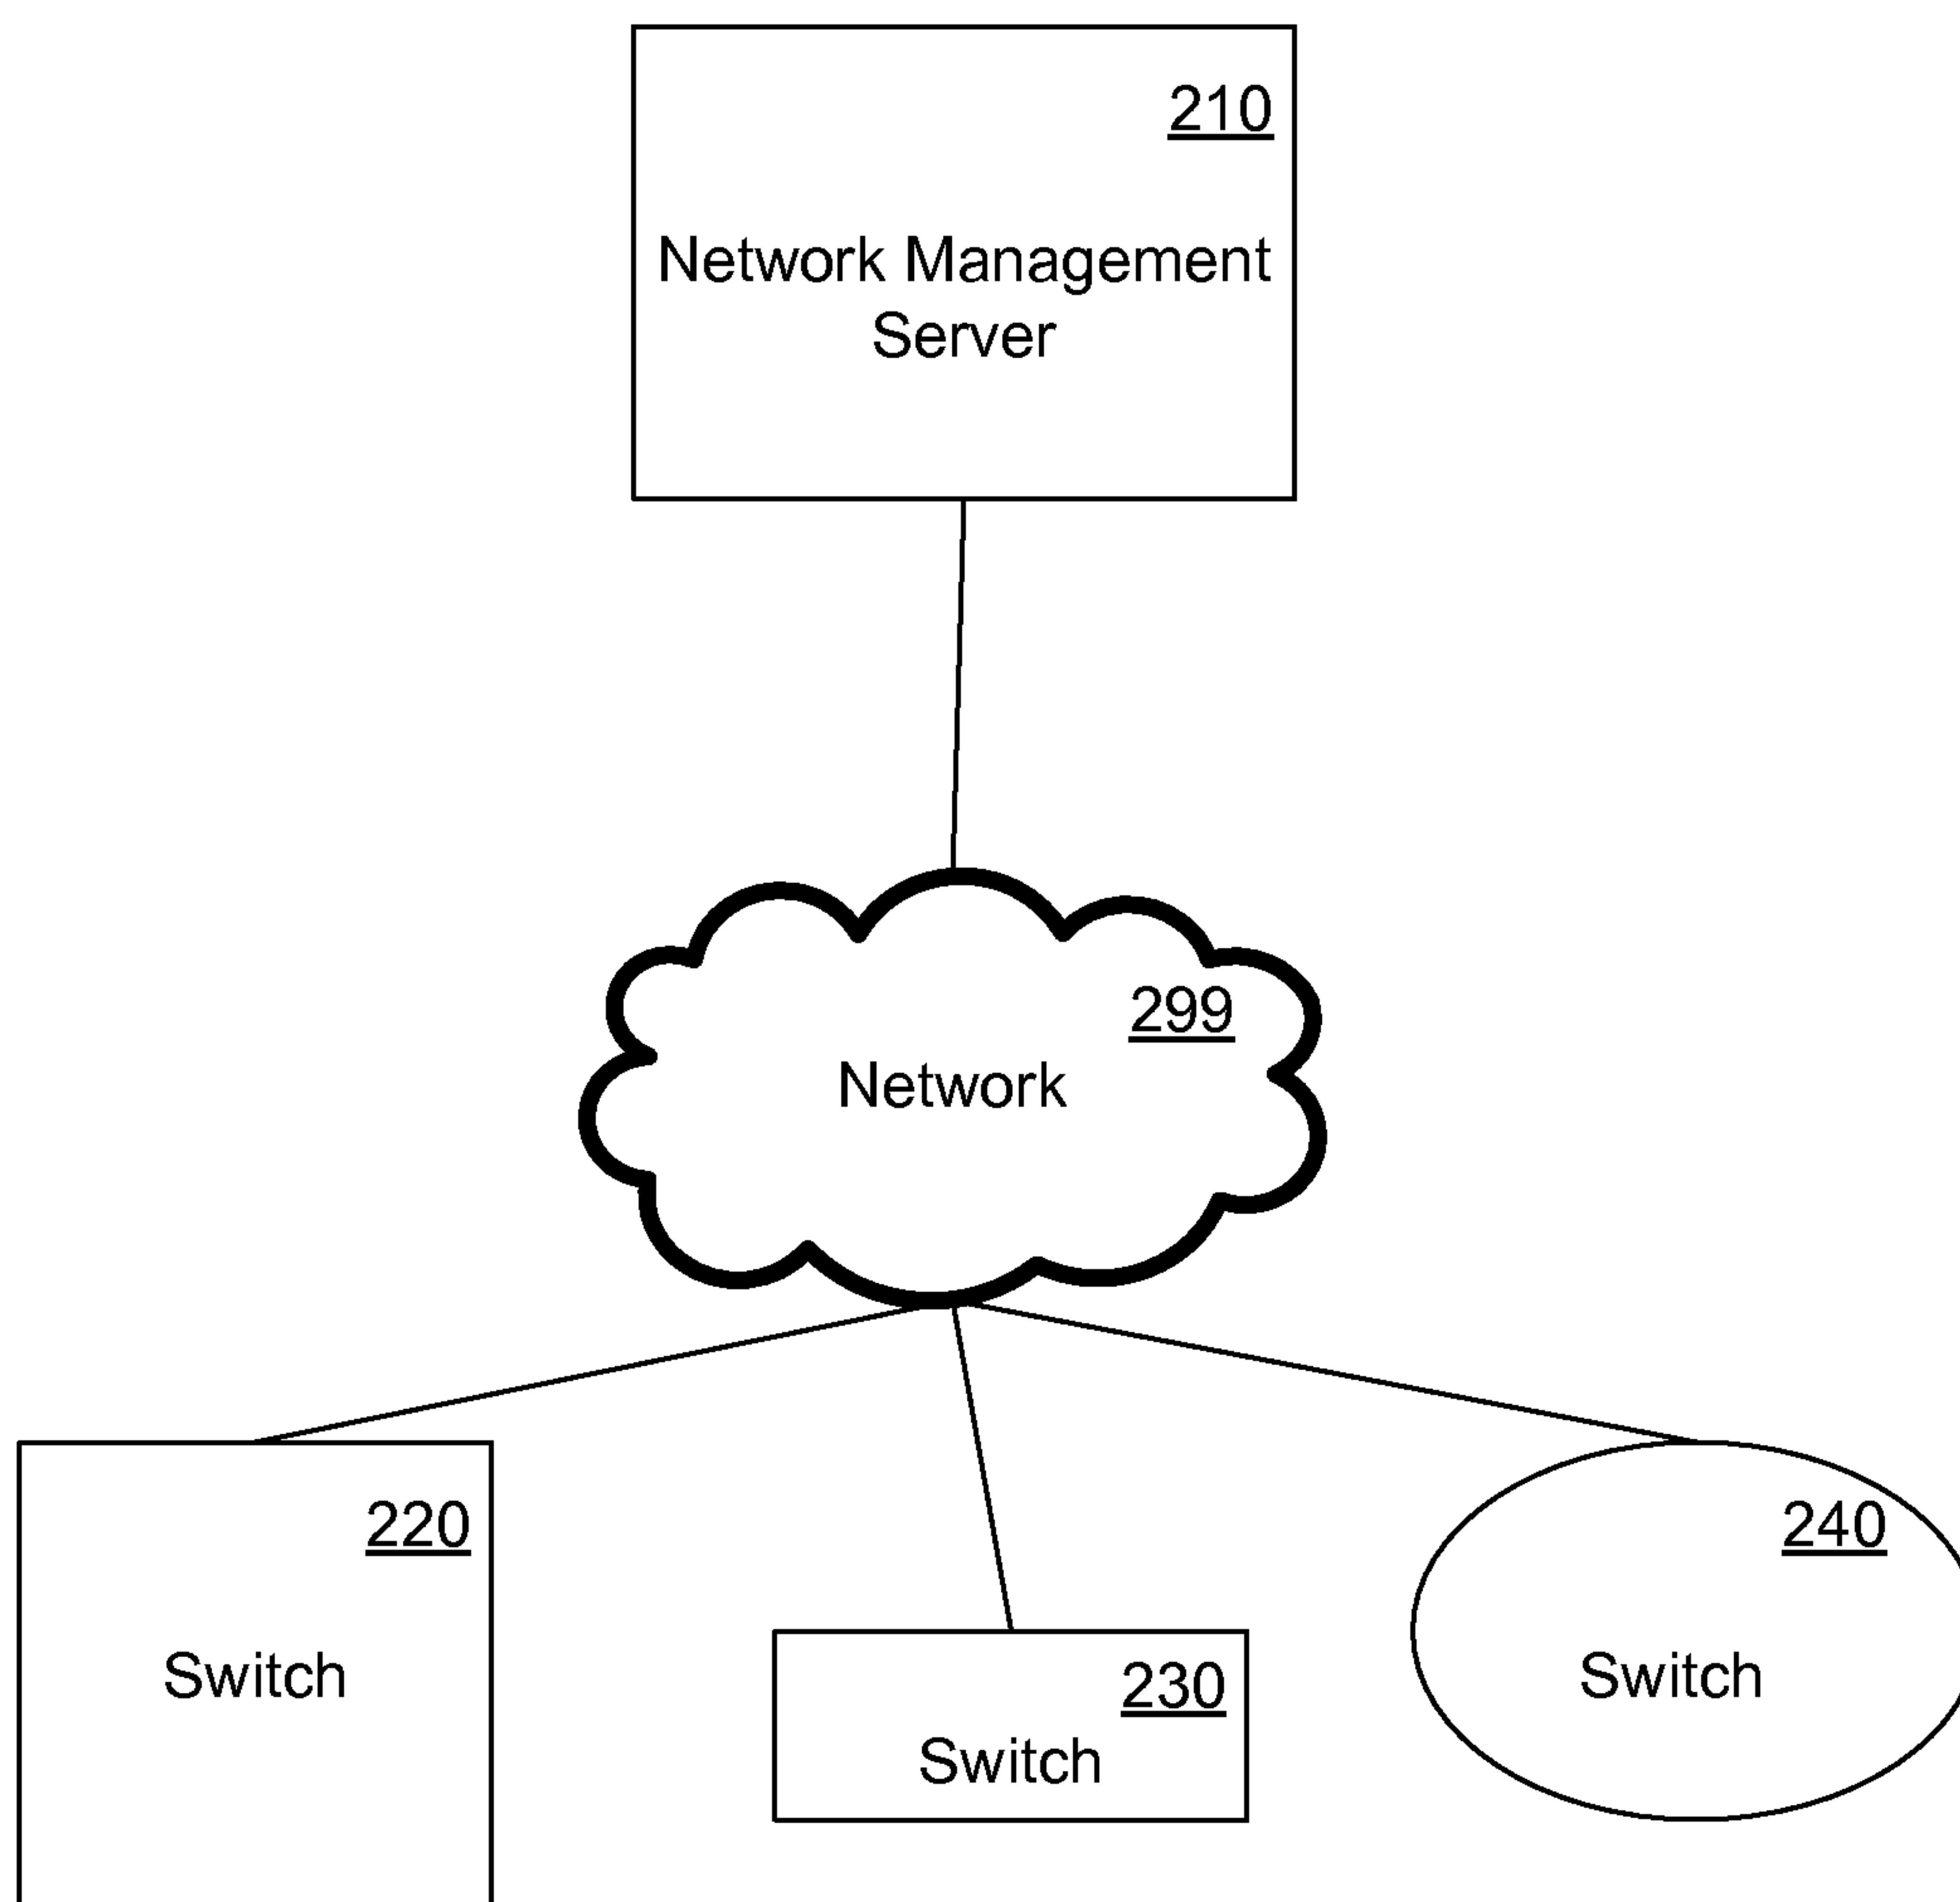 210
Network Management
Server
299
Network
220
Switch
230
Switch
240
Switch